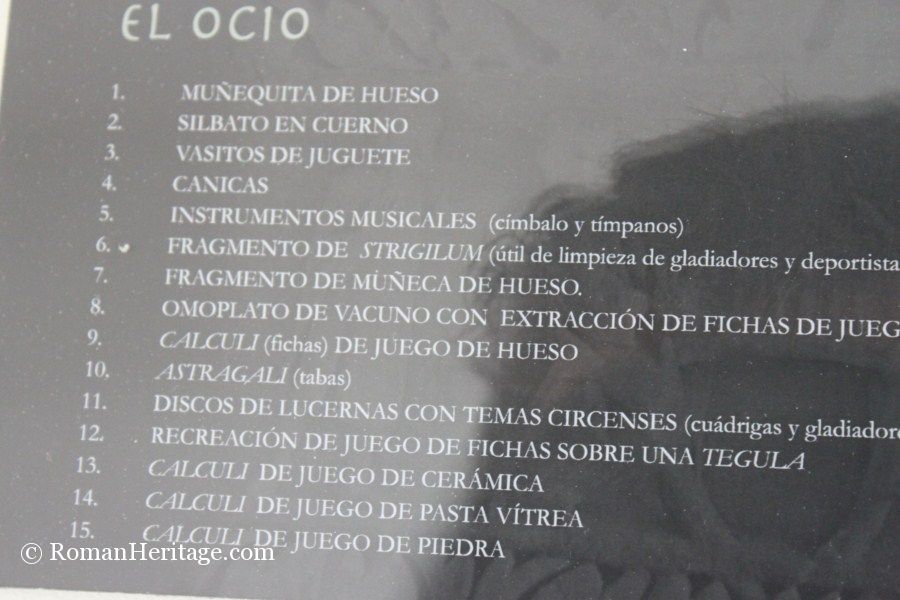 EL OCIO
1. MUÑEQUITA DE HUESO
2. SILBATO EN CUERNO
3. VASITOS DE JUGUETE
4. CANICAS
5. INSTRUMENTOS MUSICALES (címbalo y tímpanos)
6. FRAGMENTO DE STRIGILUM (útil de limpieza de gladiadores y deportista
7. FRAGMENTO DE MUÑECA DE HUESO.
8. OMOPLATO DE VACUNO CON EXTRACCIÓN DE FICHAS DE JUEG
9. CALCULI (fichas) DE JUEGO DE HUESO
10. ASTRAGALI (tabas)
11. DISCOS DE LUCERNAS CON TEMAS CIRCENSES (cuádrigas y gladiador
12. RECREACIÓN DE JUEGO DE FICHAS SOBRE UNA TEGULA
13. CALCULI DE JUEGO DE CERÁMICA
14. CALCULI DE JUEGO DE PASTA VÍTREA
15. CALCULI DE JUEGO DE PIEDRA
© RomanHeritage.com